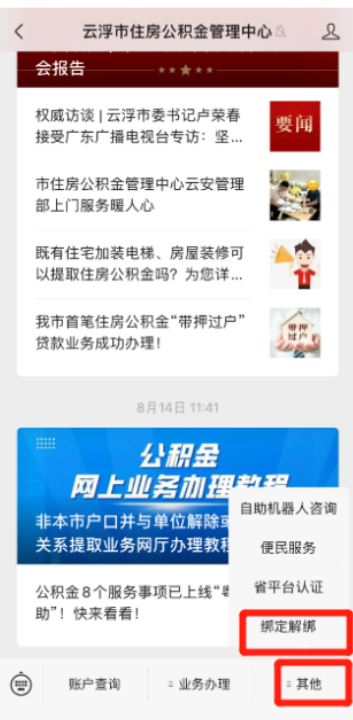 云浮市住房公积金管理中心
会报告
权威访谈 | 云浮市委书记卢荣春
接受广东广播电视台专访：坚...
要闻
市住房公积金管理中心云安管理
部上门服务暖人心
既有住宅加装电梯、房屋装修可
以提取住房公积金吗？为您详...
我市首笔住房公积金“带押过户”
贷款业务成功办理！
带押
过户
8月14日 11:41
公积金
网上业务办理教程
非本市户口并与单位解除
关系提取业务网厅办理教程
公积金8个服务事项已上线“
助”！快来看看！
自助机器人咨询
便民服务
省平台认证
绑定解绑
账户查询
业务办理
其他